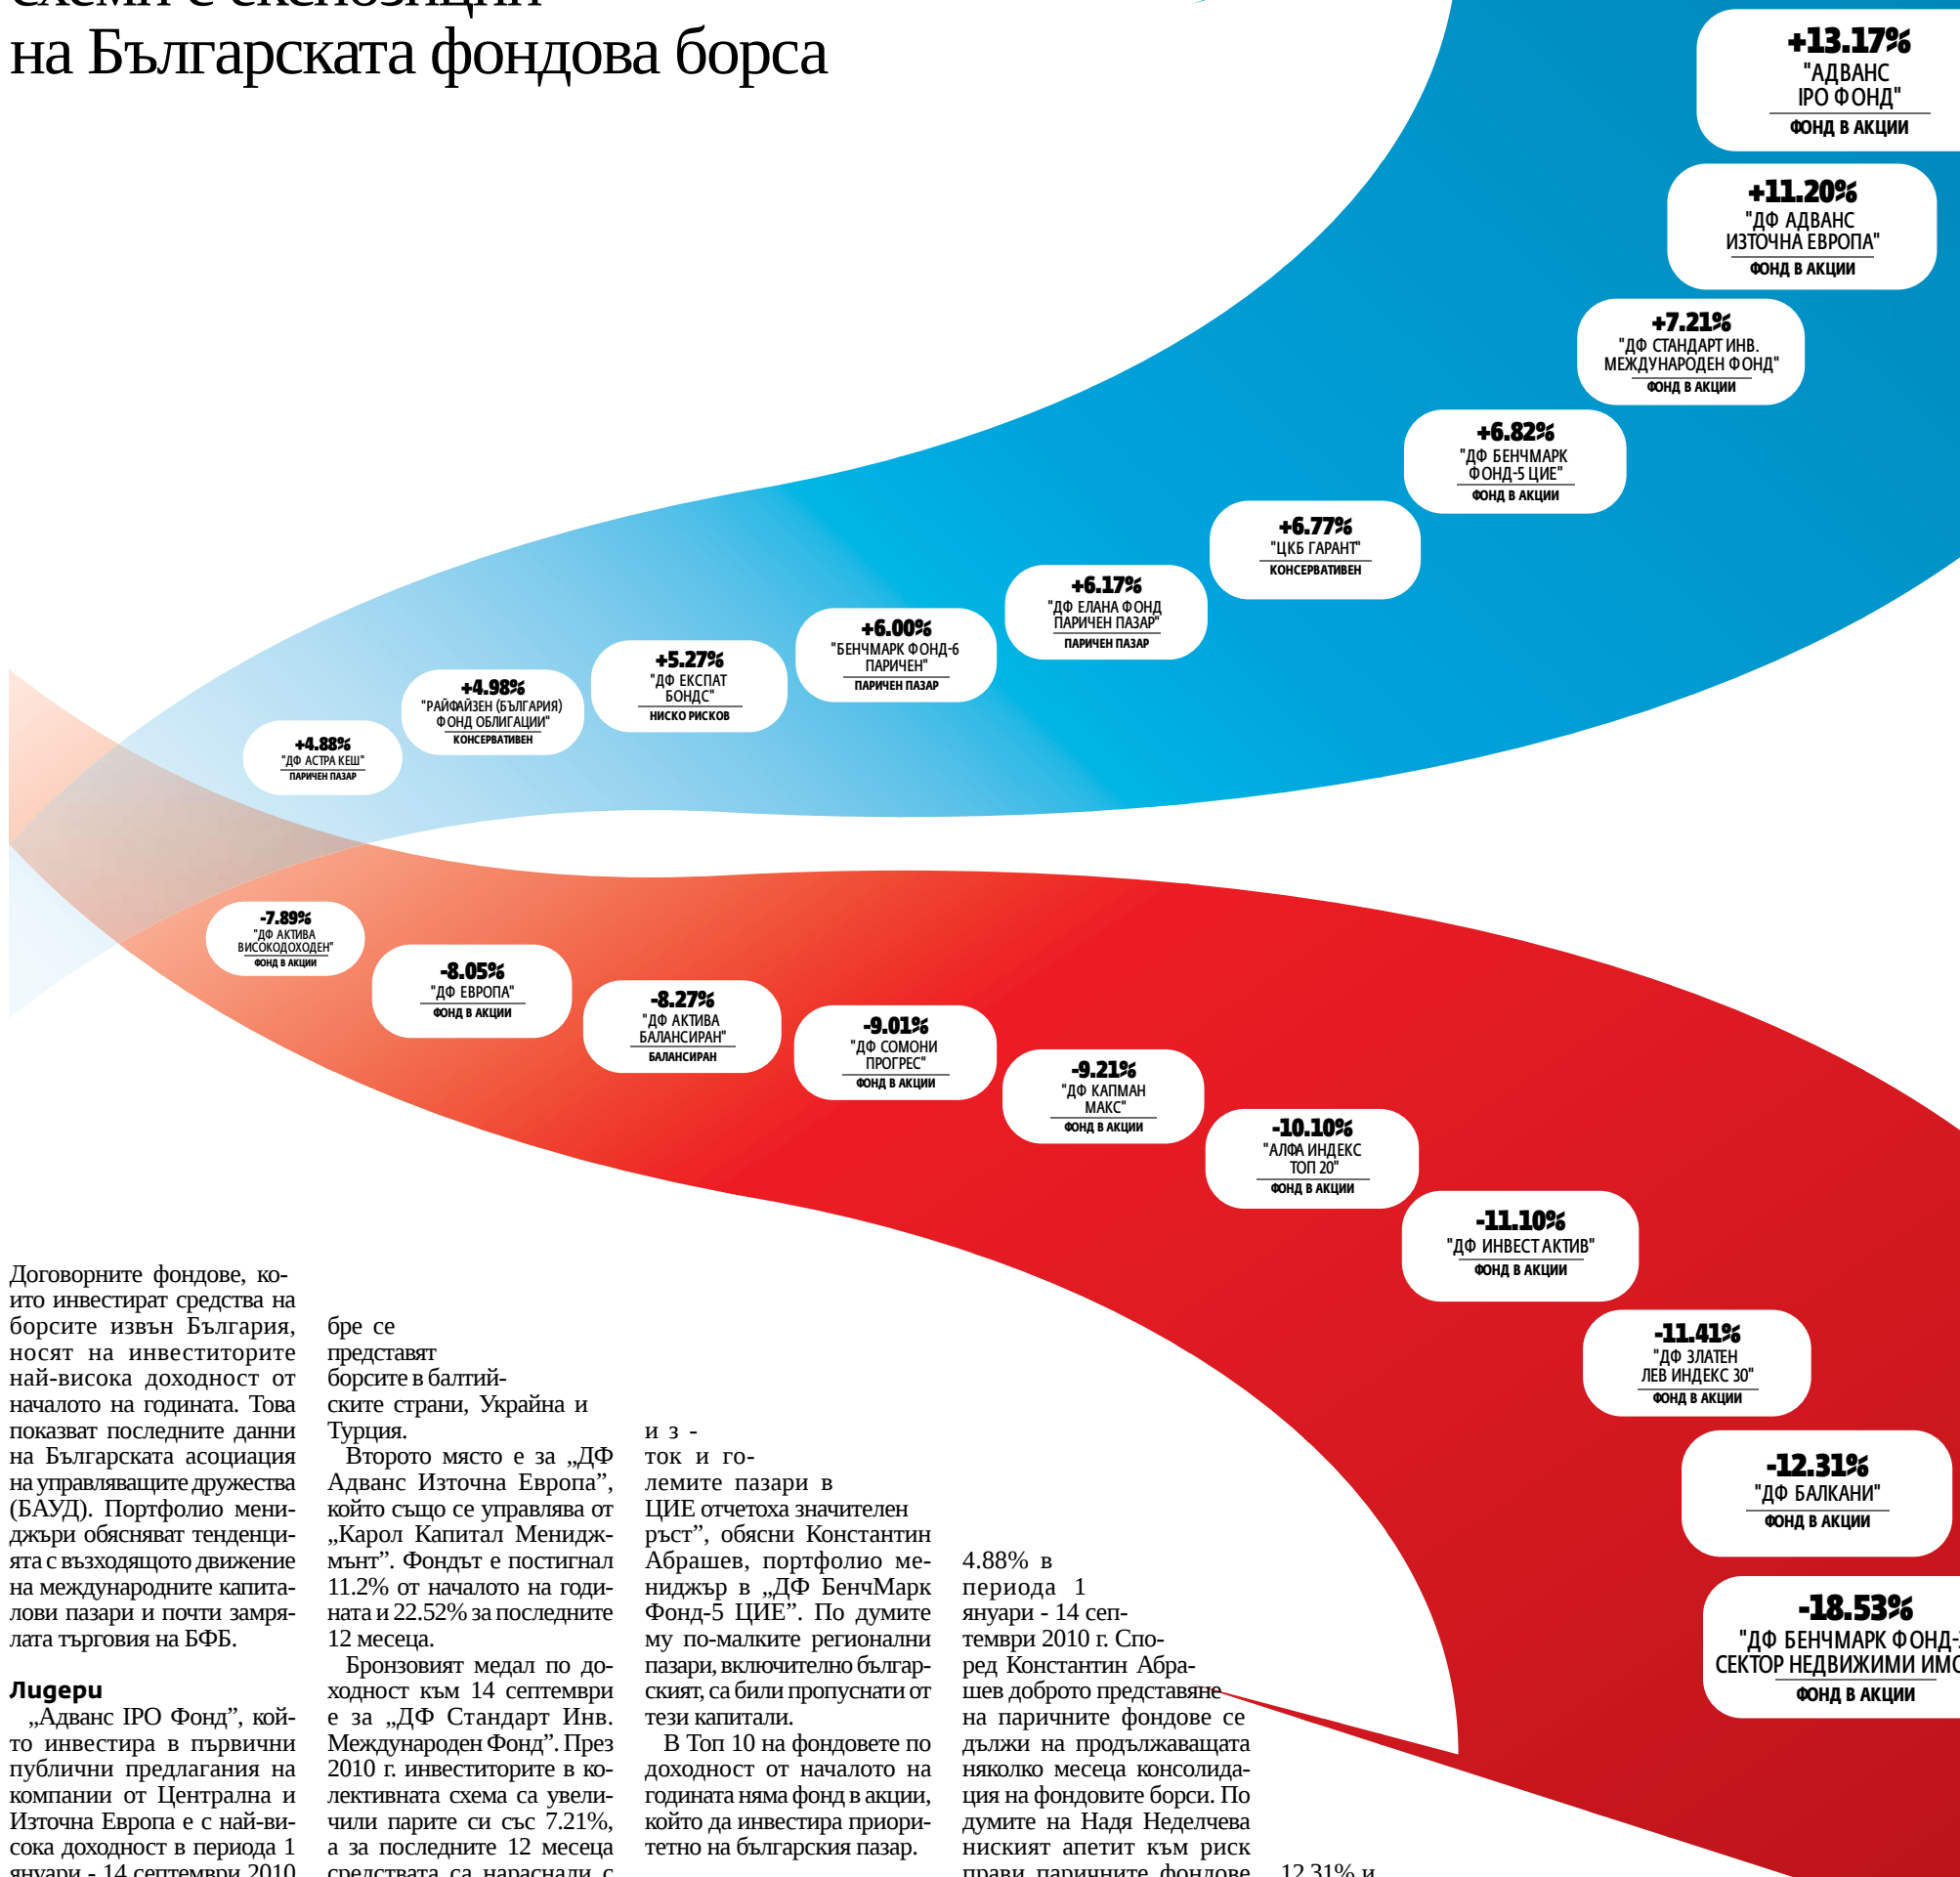 на Българската фондова борса
+13.17%
"АДВАНС
IPO ФОНД"
ФОНД В АКЦИИ
+11.20%
"ДФ АДВАНС
ИЗТОЧНА ЕВРОПА"
ФОНД В АКЦИИ
+7.21%
"ДФ СТАНДАРТ ИНВ.
МЕЖДУНАРОДЕН ФОНД"
ФОНД В АКЦИИ
+6.82%
"ДФ БЕНЧМАРК
ФОНД-5 ЦИЕ"
ФОНД В АКЦИИ
+6.77%
"ЦКБ ГАРАНТ"
КОНСЕРВАТИВЕН
+6.17%
"ДФ ЕЛАНА ФОНД
ПАРИЧЕН ПАЗАР"
ПАРИЧЕН ПАЗАР
+6.00%
"БЕНЧМАРК ФОНД-6
ПАРИЧЕН"
ПАРИЧЕН ПАЗАР
+5.27%
"ДФ ЕКСПАТ
БОНДС"
НИСКО РИСКОВ
+4.98%
"РАЙФАЙЗЕН (БЪЛГАРИЯ)
ФОНД ОБЛИГАЦИИ"
КОНСЕРВАТИВЕН
+4.88%
"ДФ АСТРА КЕШ"
ПАРИЧЕН ПАЗАР
-7.89%
"ДФ АКТИВА
ВИСОКОДОХОДЕН"
ФОНД В АКЦИИ
-8.05%
"ДФ ЕВРОПА"
ФОНД В АКЦИИ
-8.27%
"ДФ АКТИВА
БАЛАНСИРАН"
БАЛАНСИРАН
-9.01%
"ДФ СОМОНИ
ПРОГРЕС"
ФОНД В АКЦИИ
-9.21%
"ДФ КАПМАН
МАКС"
ФОНД В АКЦИИ
-10.10%
"АЛФА ИНДЕКС
ТОП 20"
ФОНД В АКЦИИ
-11.10%
"ДФ ИНВЕСТ АКТИВ"
ФОНД В АКЦИИ
-11.41%
"ДФ ЗЛАТЕН
ЛЕВ ИНДЕКС 30"
ФОНД В АКЦИИ
-12.31%
"ДФ БАЛКАНИ"
ФОНД В АКЦИИ
-18.53%
"ДФ БЕНЧМАРК ФОНД-
СЕКТОР НЕДВИЖИМИ
ФОНД В АКЦИИ
Договорните фондове, ко-
ито инвестират средства на
борсите извън България,
носят на инвеститорите
най-висока доходност от
началото на годината. Това
показват последните данни
на Българската асоциация
на управляващите дружества
(БАУД). Портфолио мени-
джъри обясняват тенденци-
ята с възходящото движение
на международните капита-
лови пазари и почти замря-
лата търговия на БФБ.
Лидери
„Адванс IPO Фонд”, кой-
то инвестира в първични
публични предлагания на
компании от Централна и
Източна Европа е с най-ви-
сока доходност в периода 1
януари - 14 септември 2010
бре се
представят
борсите в балтий-
ските страни, Украйна и
Турция.
Второто място е за „ДФ
Адванс Източна Европа”,
който също се управлява от
„Карол Капитал Менидж-
мънт”. Фондът е постигнал
11.2% от началото на годи-
ната и 22.52% за последните
12 месеца.
Бронзовият медал по до-
ходност към 14 септември
е за „ДФ Стандарт Инв.
Международен Фонд”. През
2010 г. инвеститорите в ко-
лективната схема са увели-
чили парите си със 7.21%,
а за последните 12 месеца
средствата са нараснали с
из-
ток и го-
лемите пазари в
ЦИЕ отчетоха значителен
ръст”, обясни Константин
Абрашев, портфолио ме-
ниджър в „ДФ БенчМарк
Фонд-5 ЦИЕ”. По думите
му по-малките регионални
пазари, включително българ-
ският, са били пропуснати от
тези капитали.
В Топ 10 на фондовете по
доходност от началото на
годината няма фонд в акции,
който да инвестира приори-
тетно на българския пазар.
4.88% в
периода 1
януари - 14 сеп-
тември 2010 г. Спо-
ред Константин Абра-
шев доброто представяне
на паричните фондове се
дължи на продължаващата
няколко месеца консолида-
ция на фондовите борси. По
думите на Надя Неделчева
ниският апетит към риск
прави паричните фондове
12.31% и